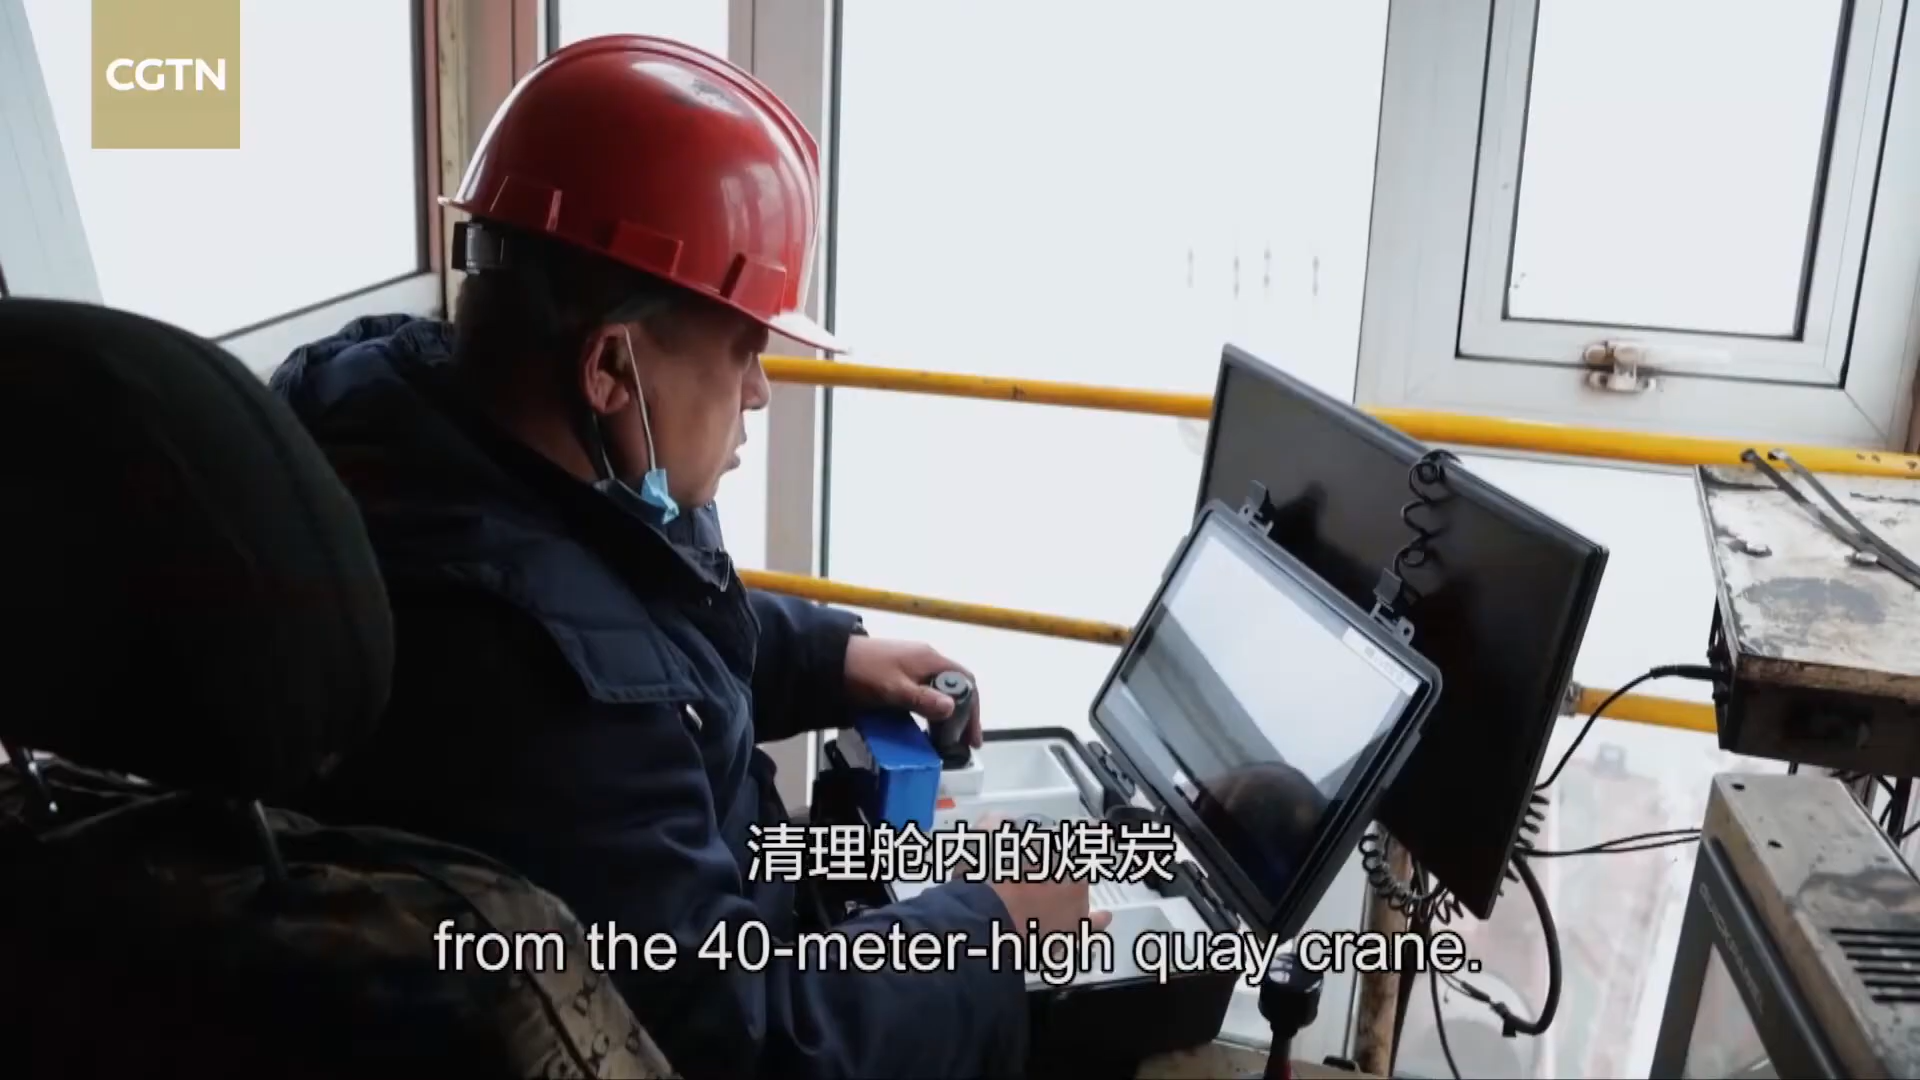 CGTN
清理舱内的煤炭
from the 40-meter-high quay crane.